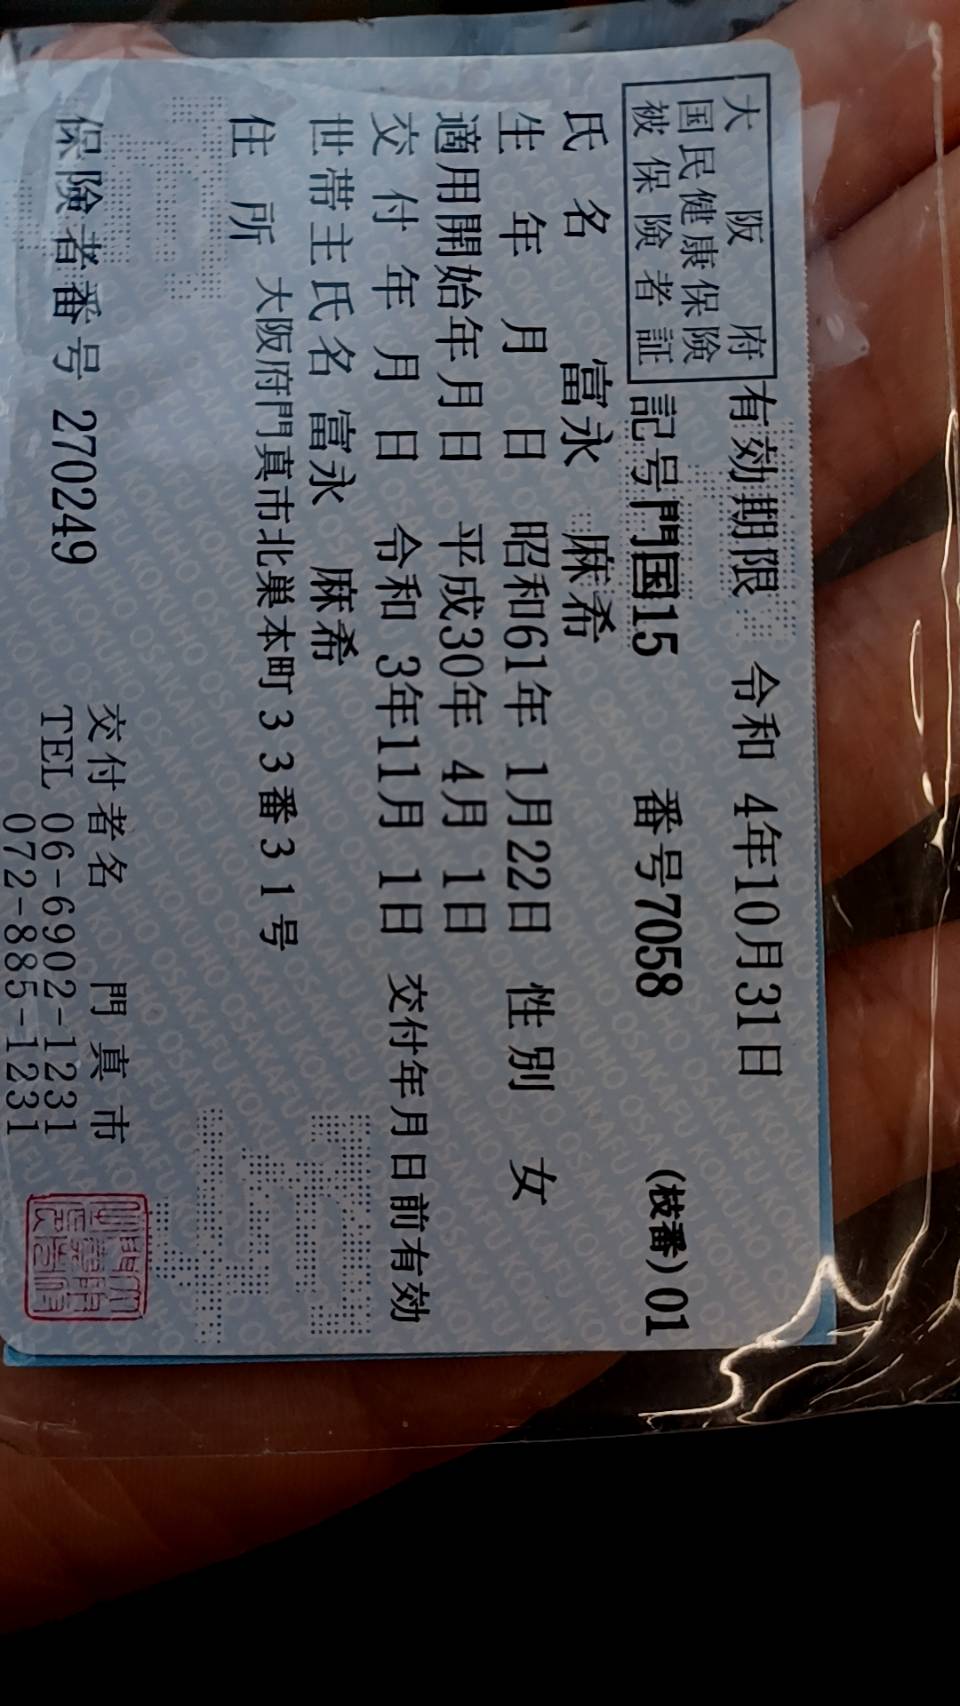 大阪府
国民健康保険
被保険者証
有効期限 令和 4年10月31日
記号門国15 番号7058 (枝番)01
氏名 富永 麻希
生年月日 昭和61年 1月22日 性別 女
適用開始年月日 平成30年 4月 1日
交付年月日 令和 3年11月 1日 交付年月日前有効
世帯主氏名 富永 麻希
住所 大阪府門真市北巣本町33番31号
保険者番号 270249
交付者名 門真市
TEL 06-6902-1231
072-885-1231